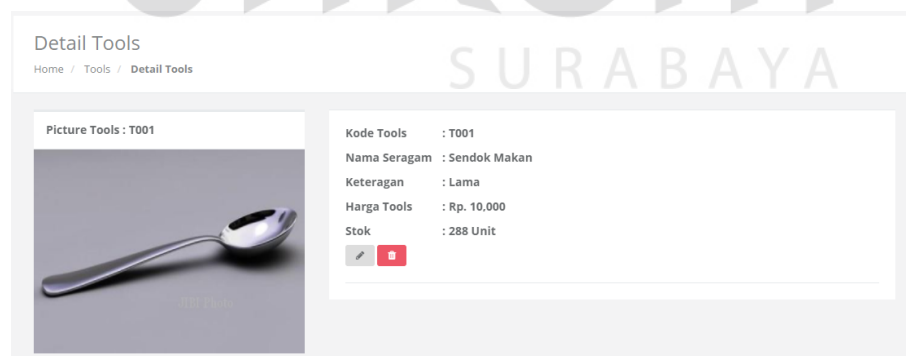 Detail Tools
SURABAYA
Home / Tools / Detail Tools
Picture Tools : T001
Kode Tools : T001
Nama Seragam : Sendok Makan
Keteragan : Lama
Harga Tools : Rp. 10,000
Stok : 288 Unit